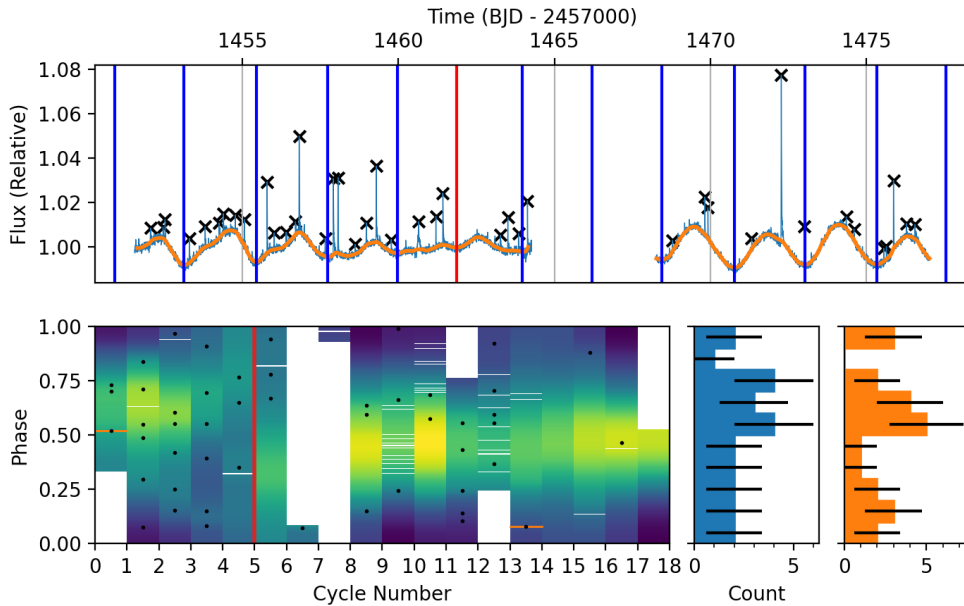 Time (BJD - 2457000)
1455 1460 1465 1470 1475
1.08
1.06
1.04
1.02
1.00
Flux (Relative)
1.00
0.75
0.50
0.25
0.00
Phase
0 1 2 3 4 5 6 7 8 9 10 11 12 13 14 15 16 17 18
Cycle Number
0 5
Count
0 5